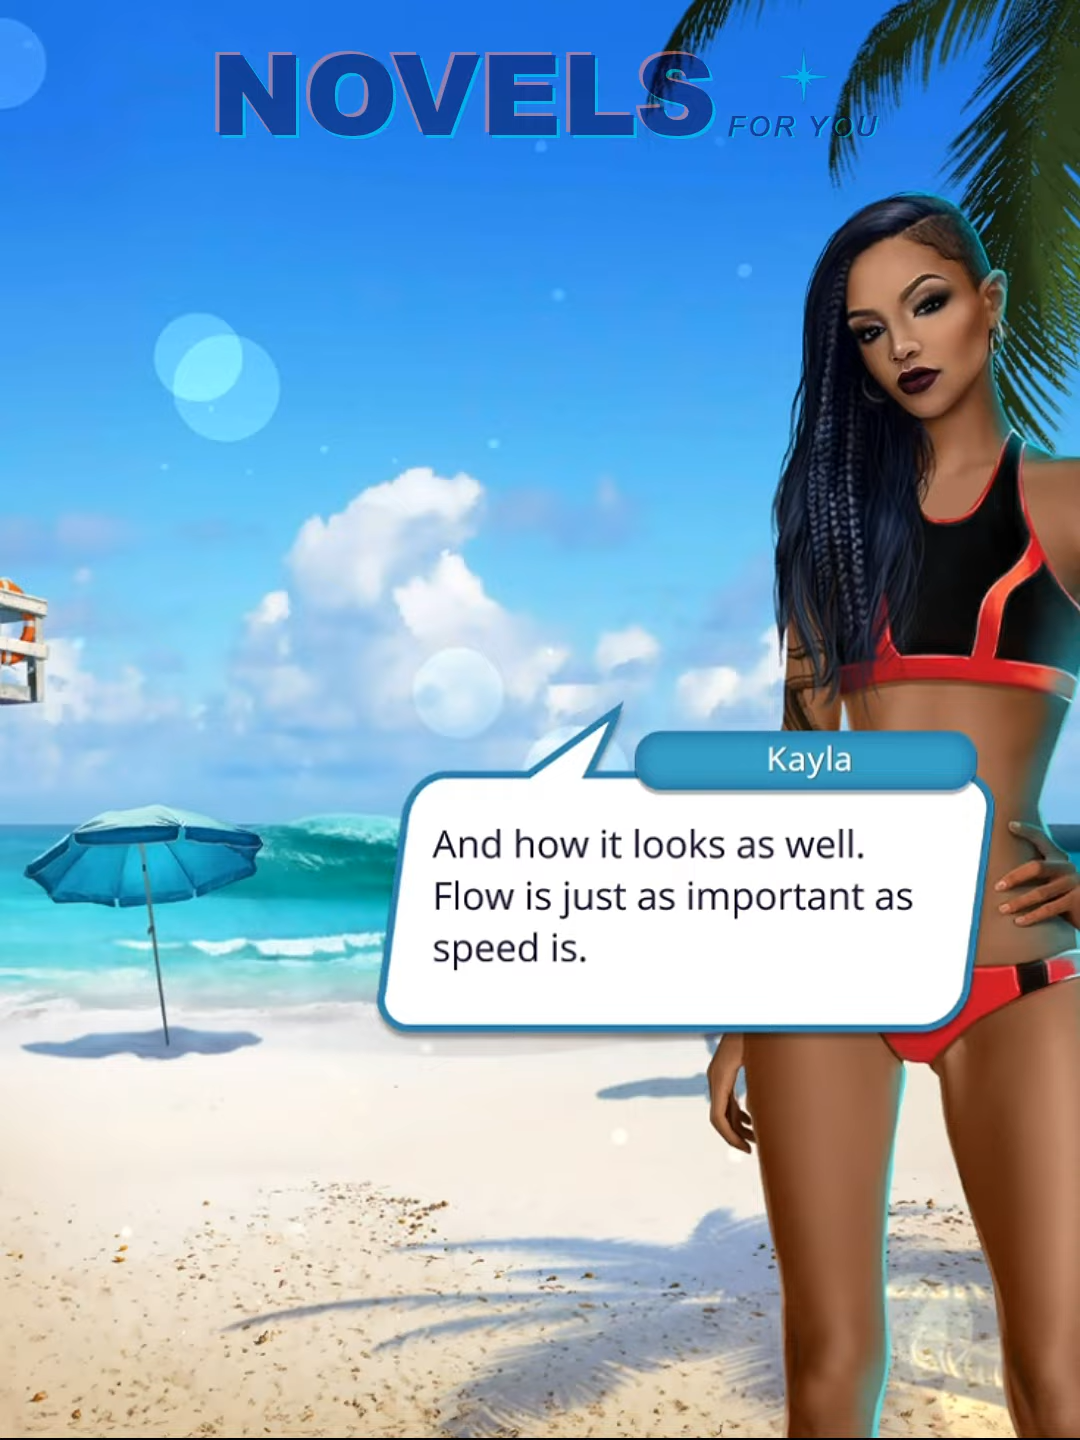 NOVELS FOR YOU
Kayla
And how it looks as well.
Flow is just as important as
speed is.